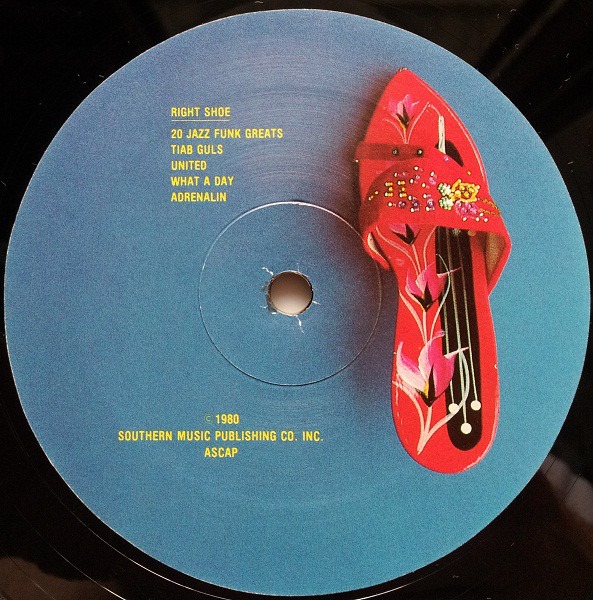 RIGHT SHOE
20 JAZZ FUNK GREATS
TIAB GULS
UNITED
WHAT A DAY
ADRENALIN
© 1980
SOUTHERN MUSIC PUBLISHING CO. INC.
ASCAP